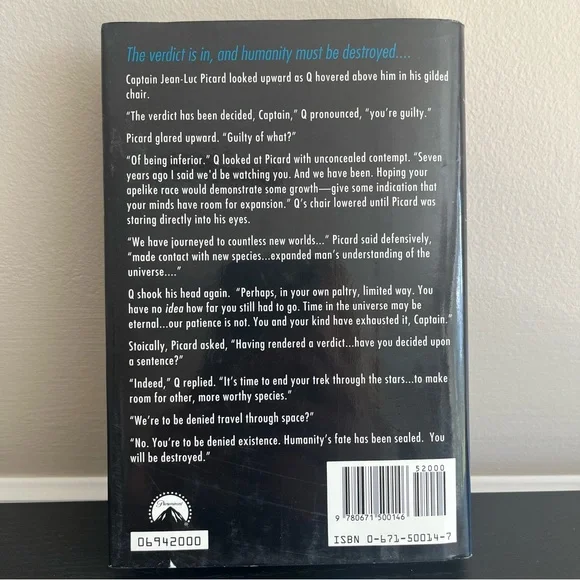 The verdict is in, and humanity must be destroyed....
Captain Jean-Luc Picard looked upward as Q hovered above him in his gilded
chair.
"The verdict has been decided, Captain," Q pronounced, "you're guilty."
Picard glared upward. "Guilty of what?"
"Of being inferior." Q looked at Picard with unconcealed contempt. "Seven
years ago I said we'd be watching you. And we have been. Hoping your
apelike race would demonstrate some growth—give some indication that
your minds have room for expansion." Q's chair lowered until Picard was
staring directly into his eyes.
"We have journeyed to countless new worlds..." Picard said defensively,
"made contact with new species...expanded man's understanding of the
universe...."
Q shook his head again. "Perhaps, in your own paltry, limited way. You
have no idea how far you still had to go. Time in the universe may be
eternal...our patience is not. You and your kind have exhausted it, Captain."
Stoically, Picard asked, "Having rendered a verdict...have you decided upon
a sentence?"
"Indeed," Q replied. "It's time to end your trek through the stars...to make
room for other, more worthy species."
"We're to be denied travel through space?"
"No. You're to be denied existence. Humanity's fate has been sealed. You
will be destroyed."
52000
9 780671 500146
Paramount
06942000
ISBN 0-671-50014-7